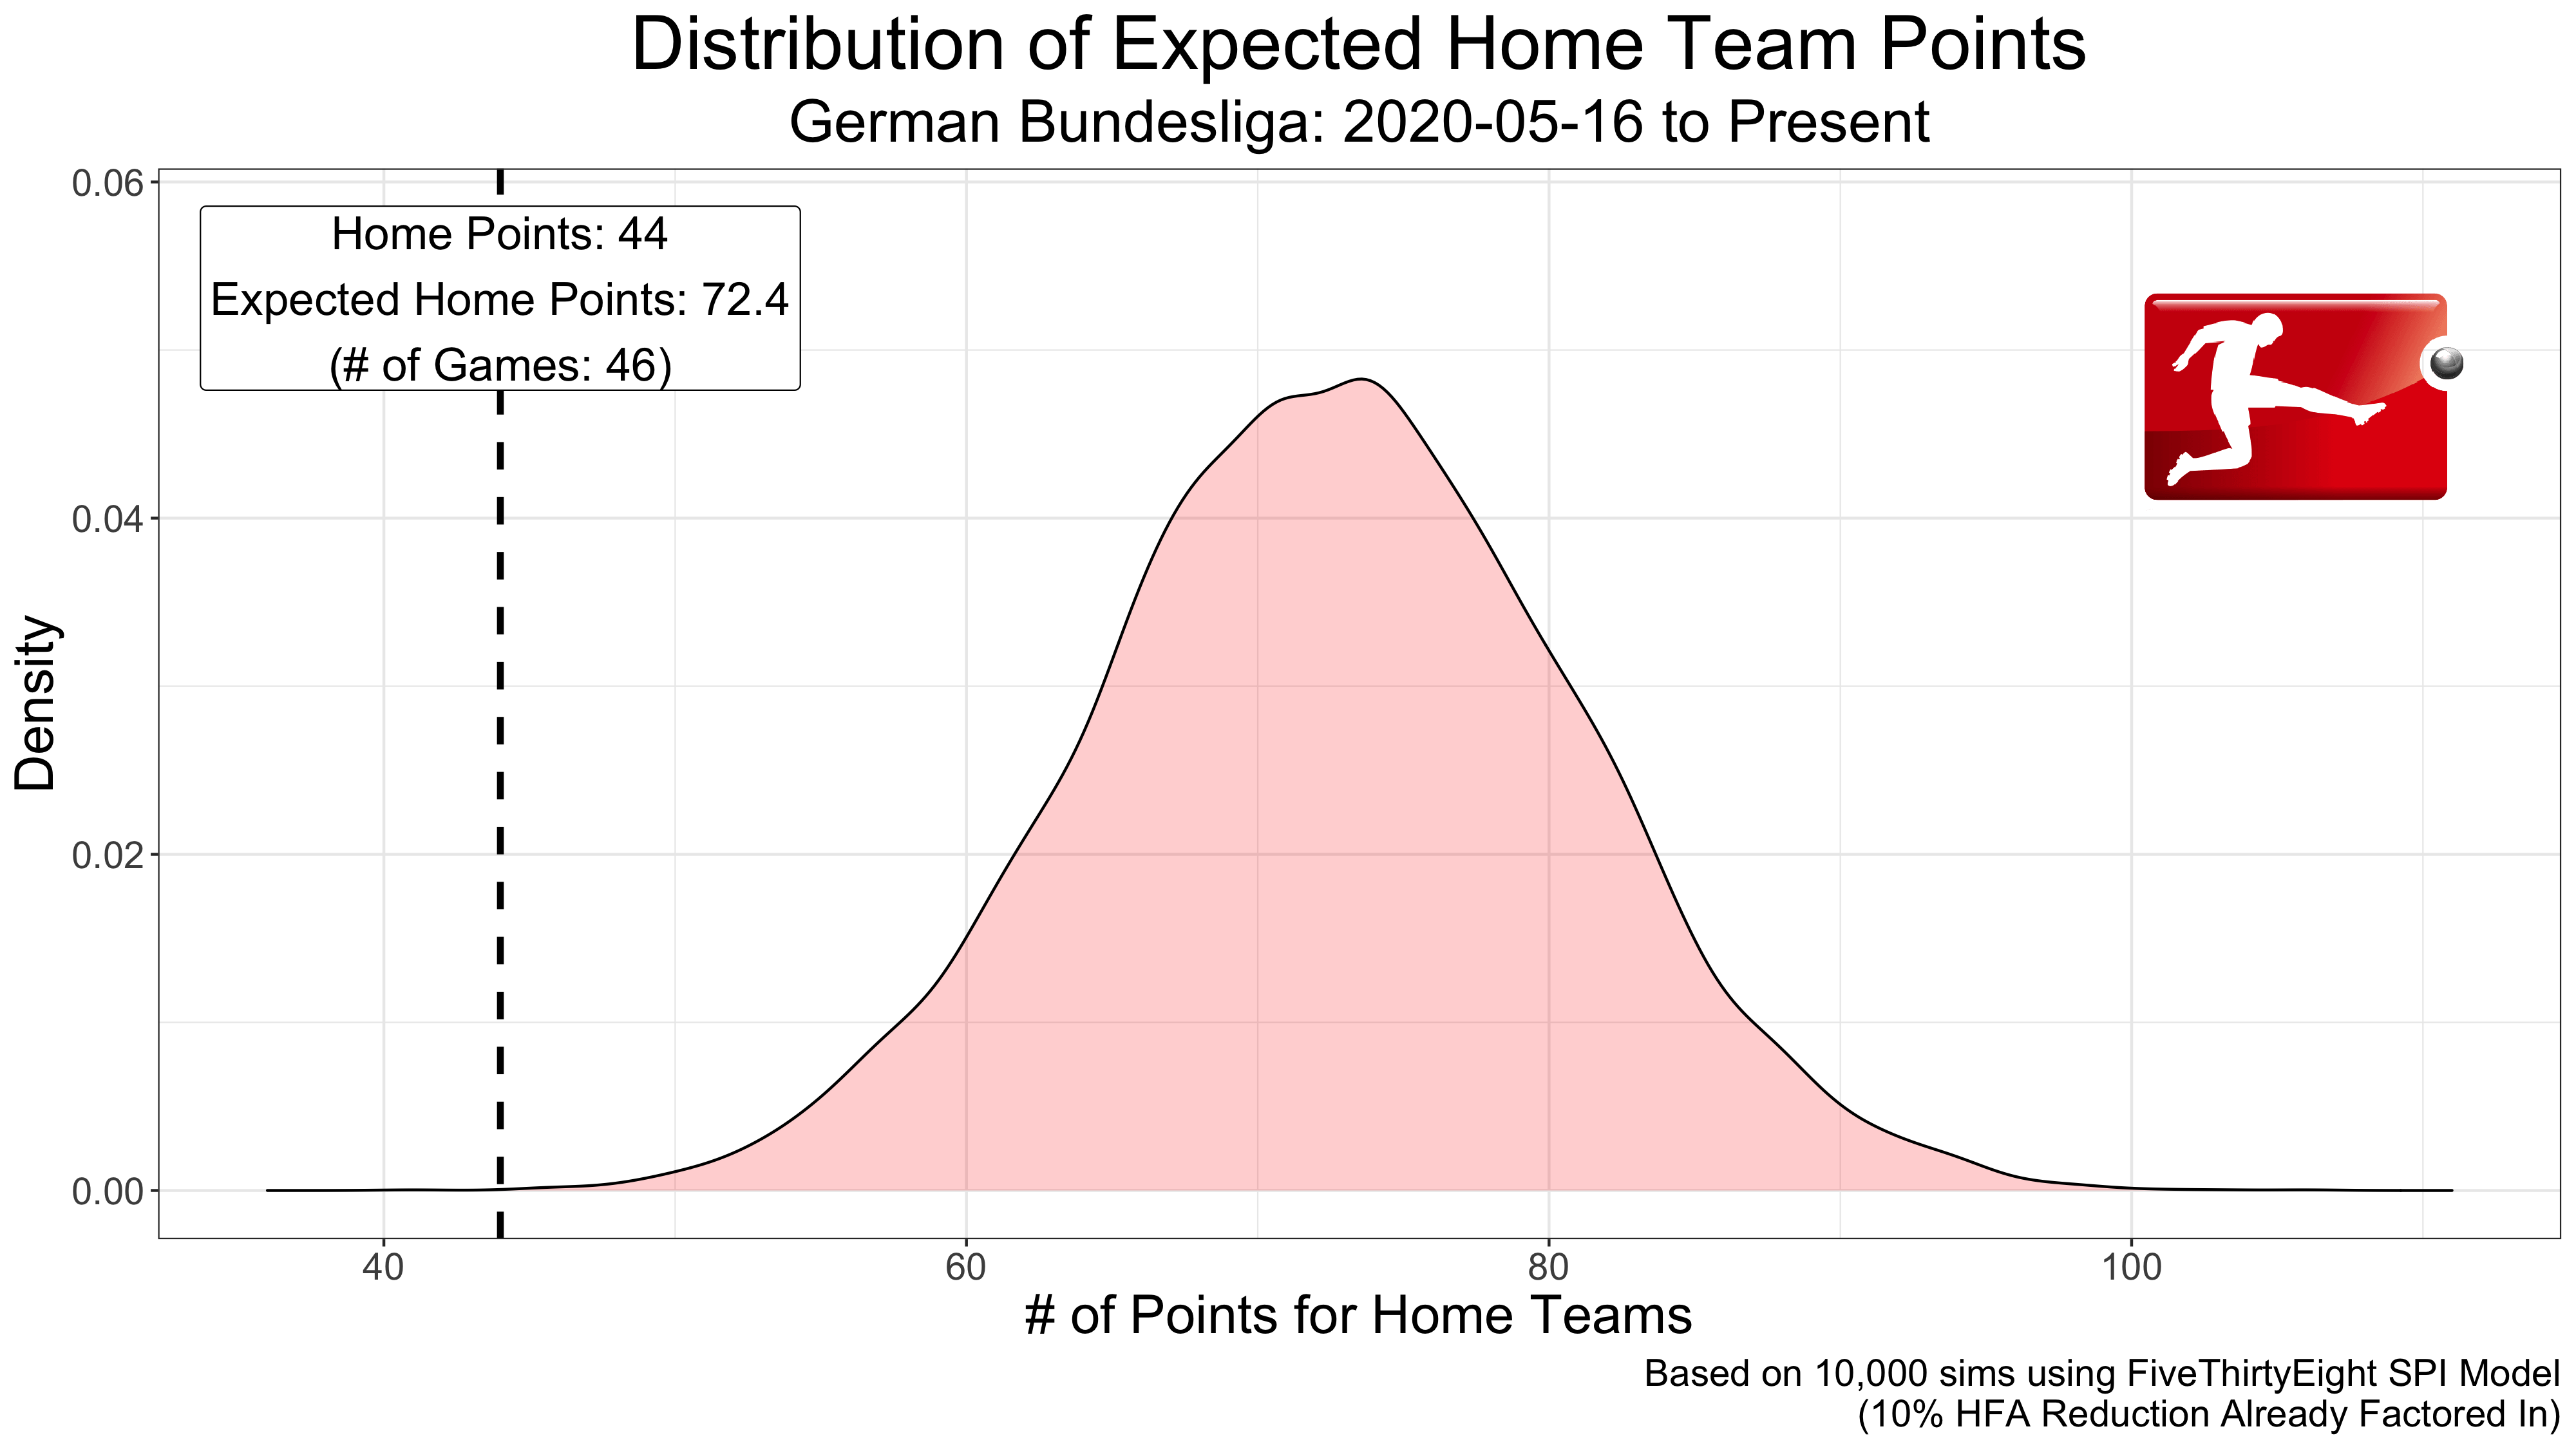 Distribution of Expected Home Team Points
German Bundesliga: 2020-05-16 to Present
0.06
Home Points: 44
Expected Home Points: 72.4
(# of Games: 46)
0.04
Density
0.02
0.00
40 60 80 100
# of Points for Home Teams
Based on 10,000 sims using FiveThirtyEight SPI Model
(10% HFA Reduction Already Factored In)